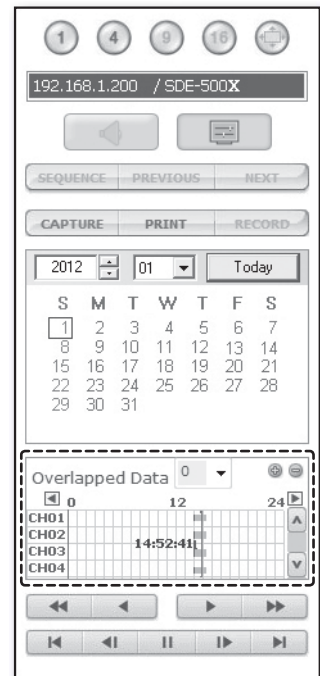 1 4 9 16
192.168.1.200 / SDE-500X
SEQUENCE PREVIOUS NEXT
CAPTURE PRINT RECORD
2012 01 Today
S M T W T F S
1 2 3 4 5 6 7
8 9 10 11 12 13 14
15 16 17 18 19 20 21
22 23 24 25 26 27 28
29 30 31
Overlapped Data 0
0 12 24
CH01
CH02
14:52:41
CH03
CH04